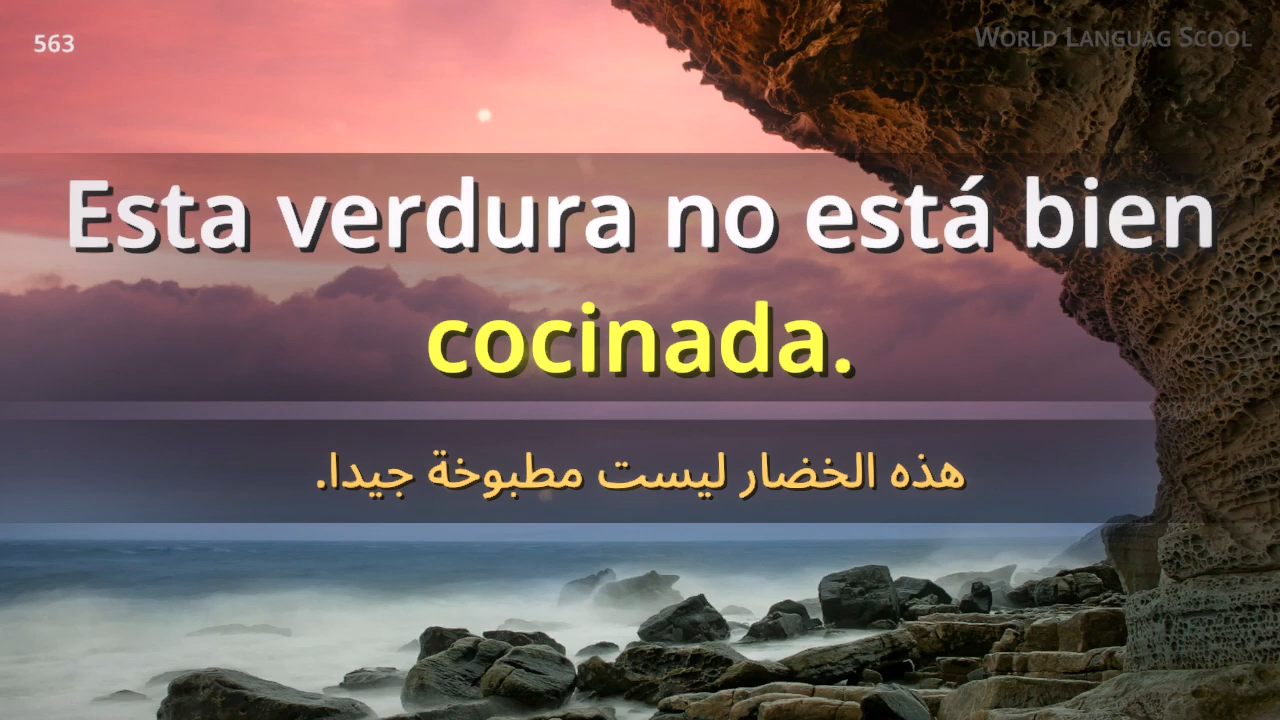 563
World Languag Scool
Esta verdura no está bien
cocinada.
هذه الخضار ليست مطبوخة جيدا.